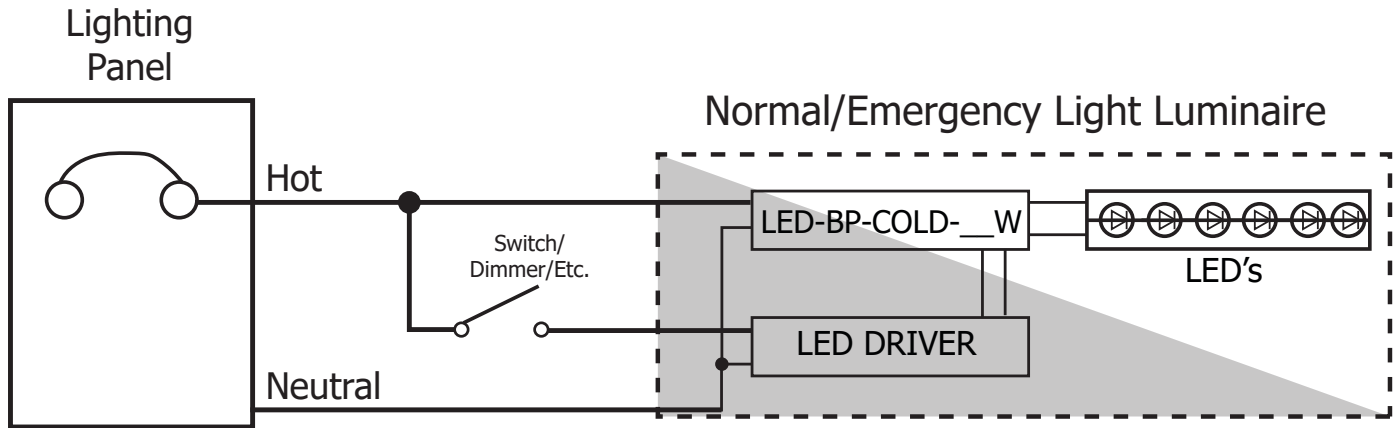 Lighting
Panel
Normal/Emergency Light Luminaire
Hot
LED-BP-COLD-__W
Switch/
Dimmer/Etc.
LED's
LED DRIVER
Neutral